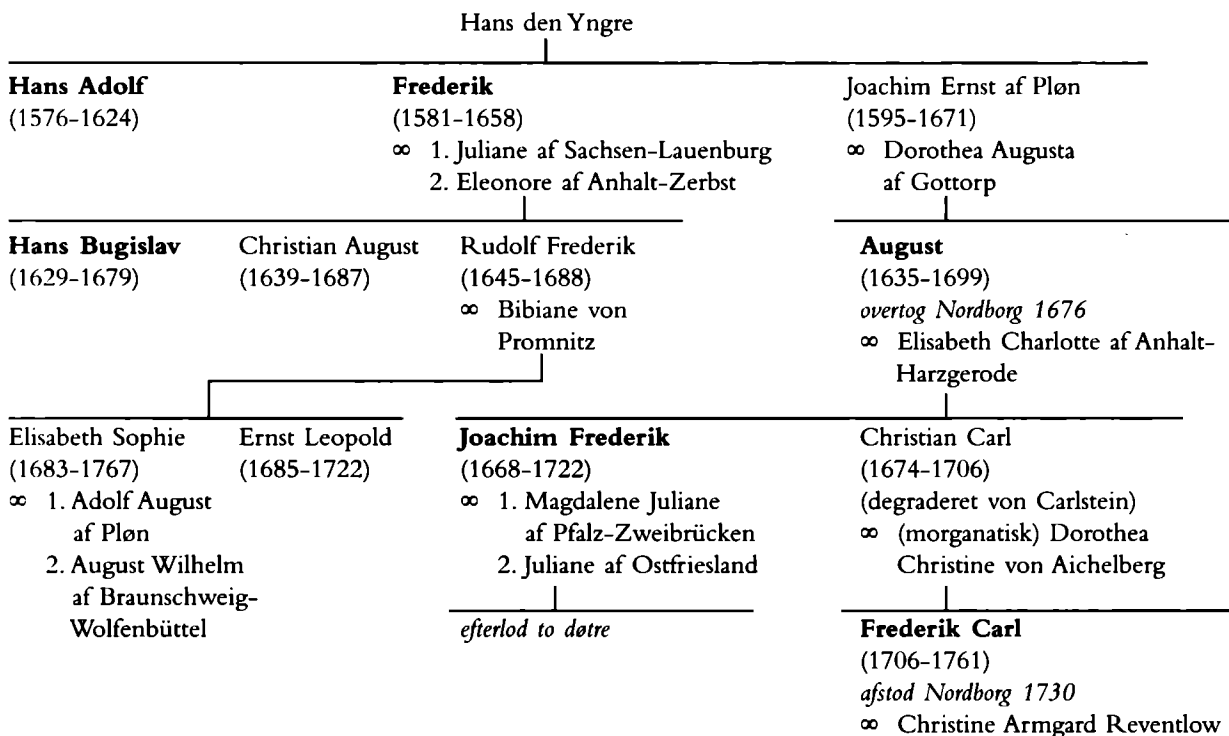 Hans den Yngre
Hans Adolf
(1576-1624)
Frederik
(1581-1658)
∞ 1. Juliane af Sachsen-Lauenburg
2. Eleonore af Anhalt-Zerbst
Joachim Ernst af Pløn
(1595-1671)
∞ Dorothea Augusta
af Gottorp
Hans Bugislav
(1629-1679)
Christian August
(1639-1687)
Rudolf Frederik
(1645-1688)
∞ Bibiane von
Promnitz
August
(1635-1699)
overtog Nordborg 1676
∞ Elisabeth Charlotte af Anhalt-
Harzgerode
Elisabeth Sophie
(1683-1767)
∞ 1. Adolf August
af Pløn
2. August Wilhelm
af Braunschweig-
Wolfenbüttel
Ernst Leopold
(1685-1722)
Joachim Frederik
(1668-1722)
∞ 1. Magdalene Juliane
af Pfalz-Zweibrücken
2. Juliane af Ostfriesland
efterlod to døtre
Christian Carl
(1674-1706)
(degraderet von Carlstein)
∞ (morganatisk) Dorothea
Christine von Aichelberg
Frederik Carl
(1706-1761)
afstod Nordborg 1730
∞ Christine Armgard Reventlow